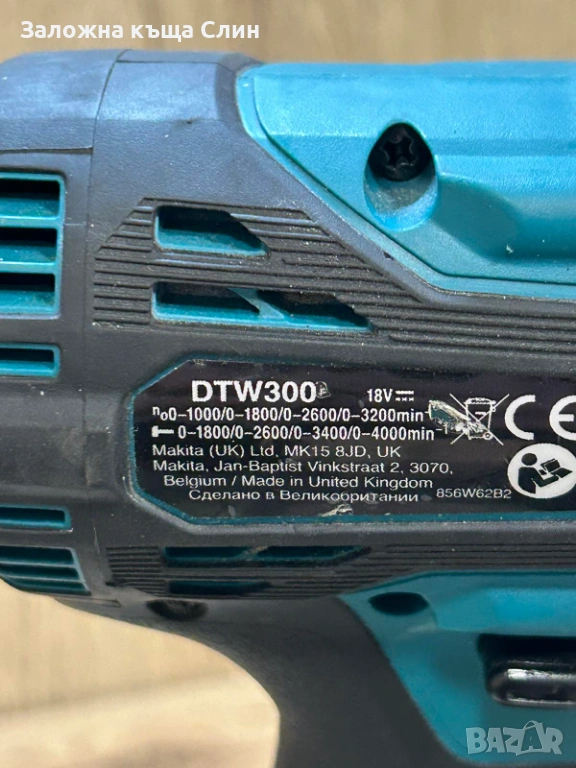 Заложна къща Слин
DTW300 18V
n₀0-1000/0-1800/0-2600/0-3200min⁻
0-1800/0-2600/0-3400/0-4000min⁻
Makita (UK) Ltd, MK15 8JD, UK
Makita, Jan-Baptist Vinkstraat 2, 3070,
Belgium / Made in United Kingdom
Сделано в Великобритании 856W62B2
CE
BAZAR